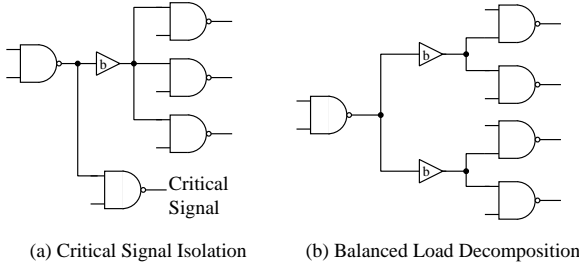 b
b
b
Critical
Signal
(a) Critical Signal Isolation
(b) Balanced Load Decomposition